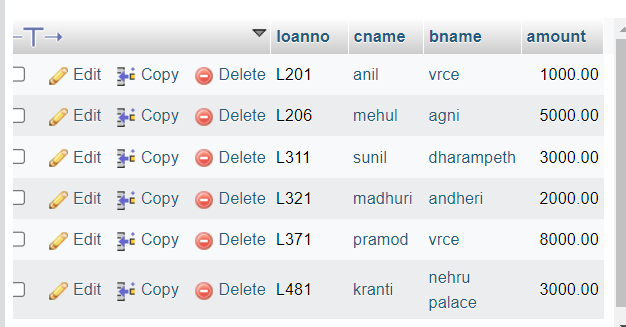 loanno cname bname amount
Edit Copy Delete L201 anil vrce 1000.00
Edit Copy Delete L206 mehul agni 5000.00
Edit Copy Delete L311 sunil dharampeth 3000.00
Edit Copy Delete L321 madhuri andheri 2000.00
Edit Copy Delete L371 pramod vrce 8000.00
Edit Copy Delete L481 kranti nehru 3000.00
palace